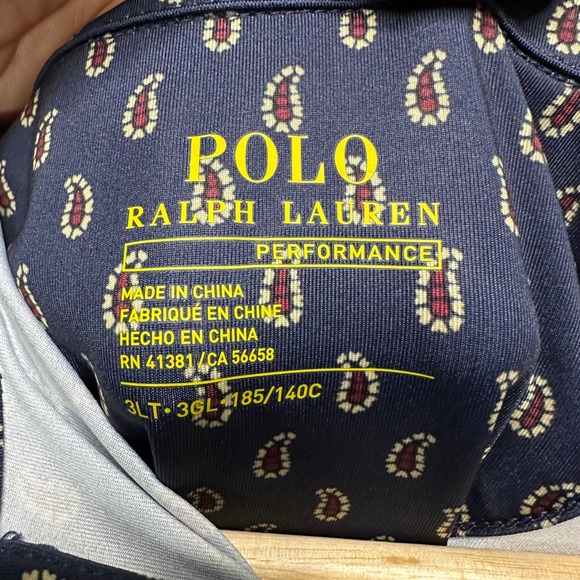 POLO
RALPH LAUREN
PERFORMANCE
MADE IN CHINA
FABRIQUÉ EN CHINE
HECHO EN CHINA
RN 41381/CA 56658
3LT•3GL•185/140C